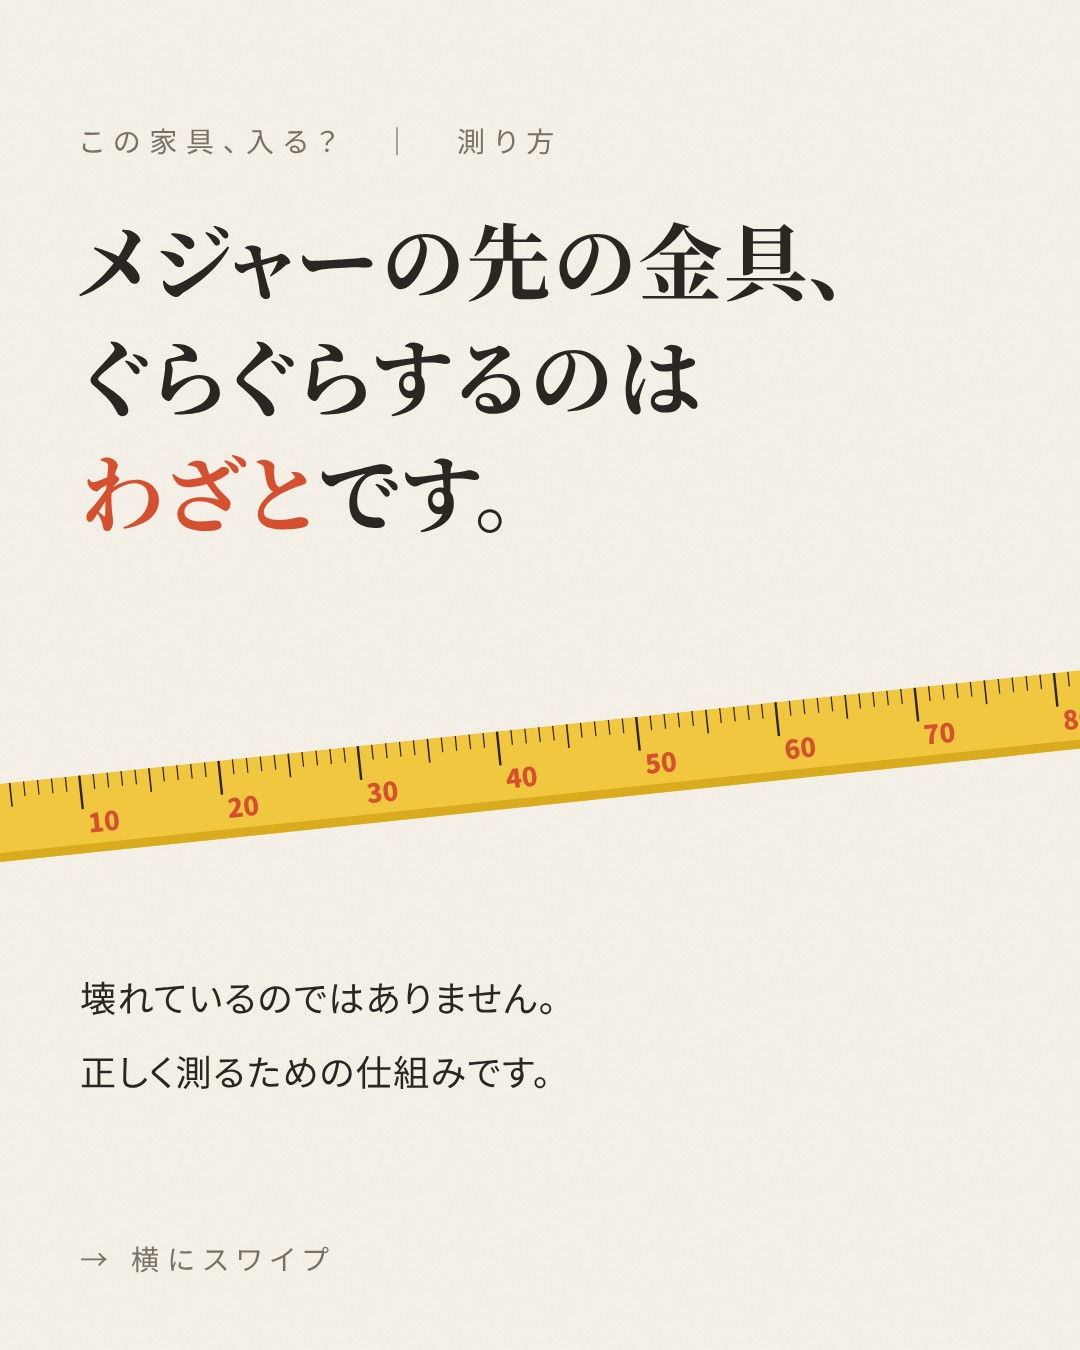 この家具、入る？ ｜ 測り方
メジャーの先の金具、
ぐらぐらするのは
わざとです。
10 20 30 40 50 60 70
壊れているのではありません。
正しく測るための仕組みです。
→ 横にスワイプ